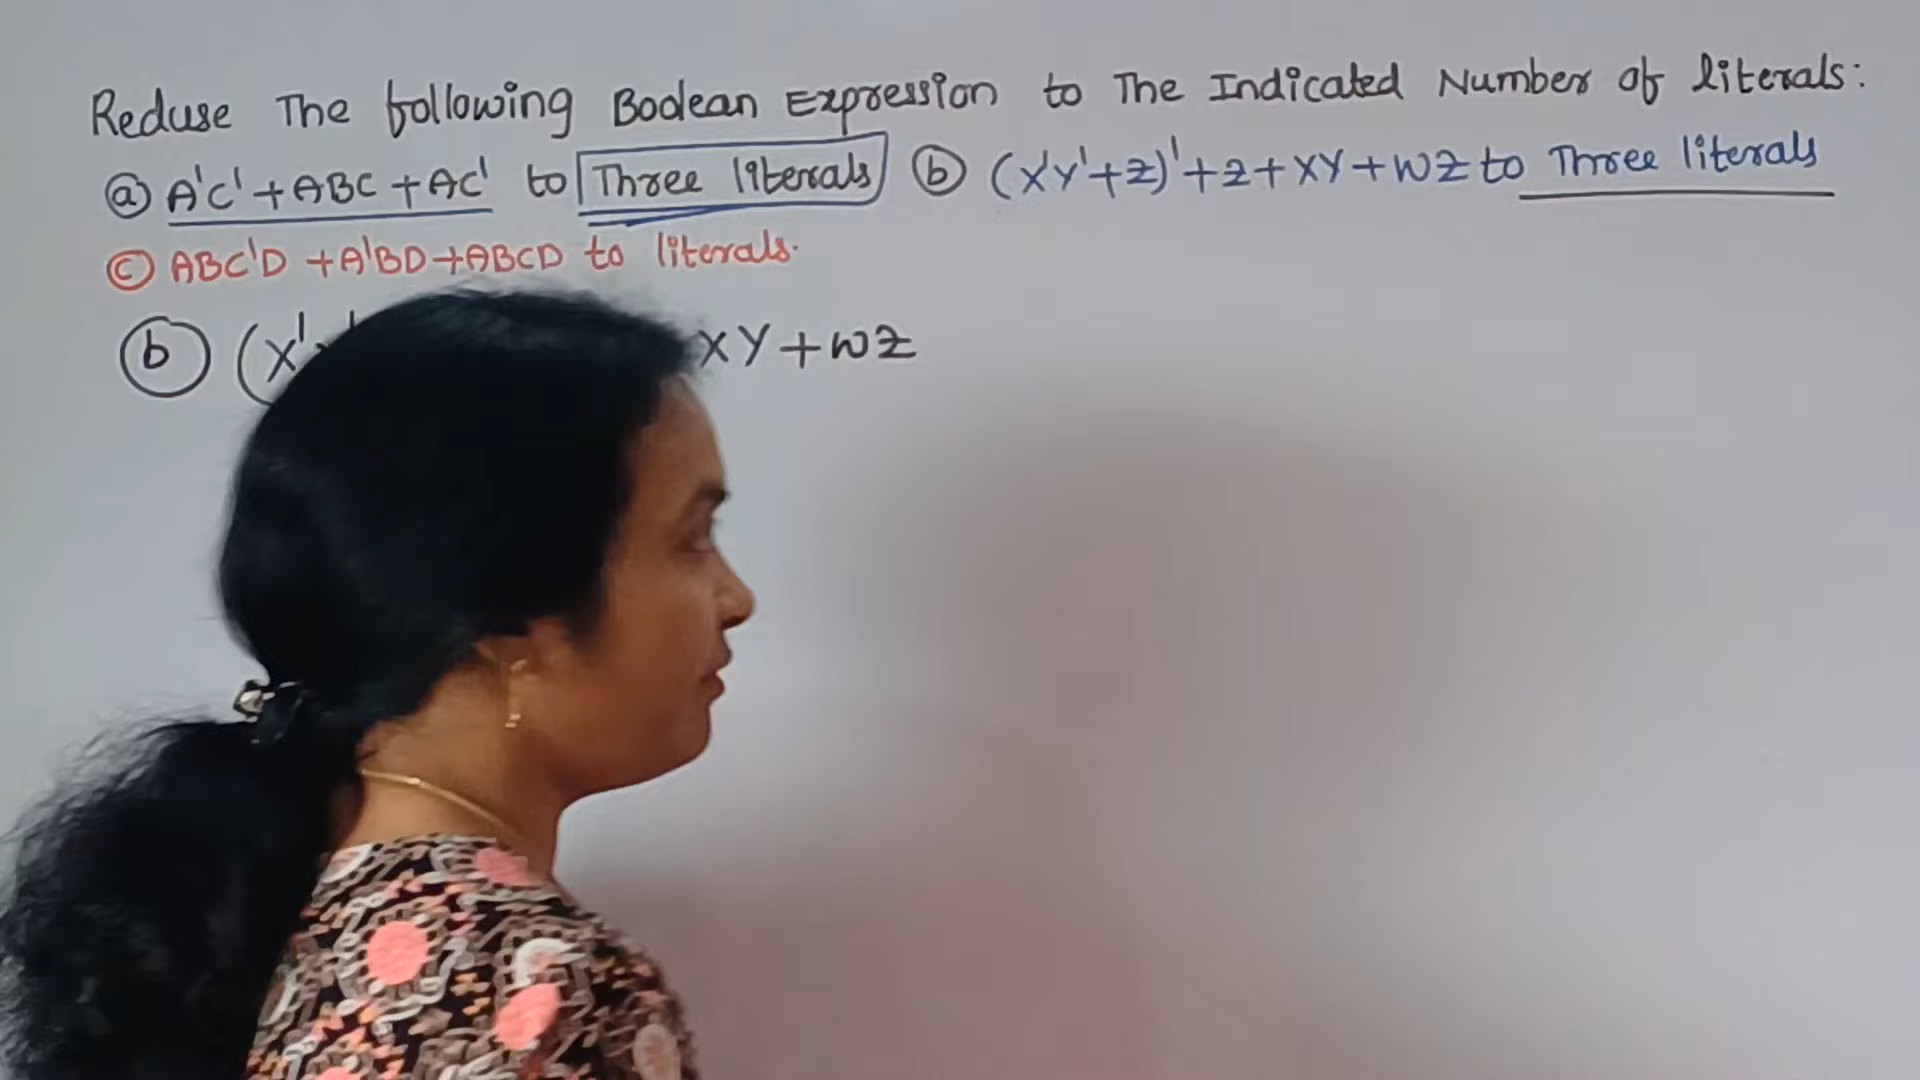 Reduse The following Boolean Expression to The Indicated Number of literals:
ⓐ A'C' + ABC + AC' to Three literals ⓑ (x'y'+z)'+z+xy+wz to Three literals
ⓒ ABC'D + A'BD + ABCD to literals.
ⓑ (x' xy + wz